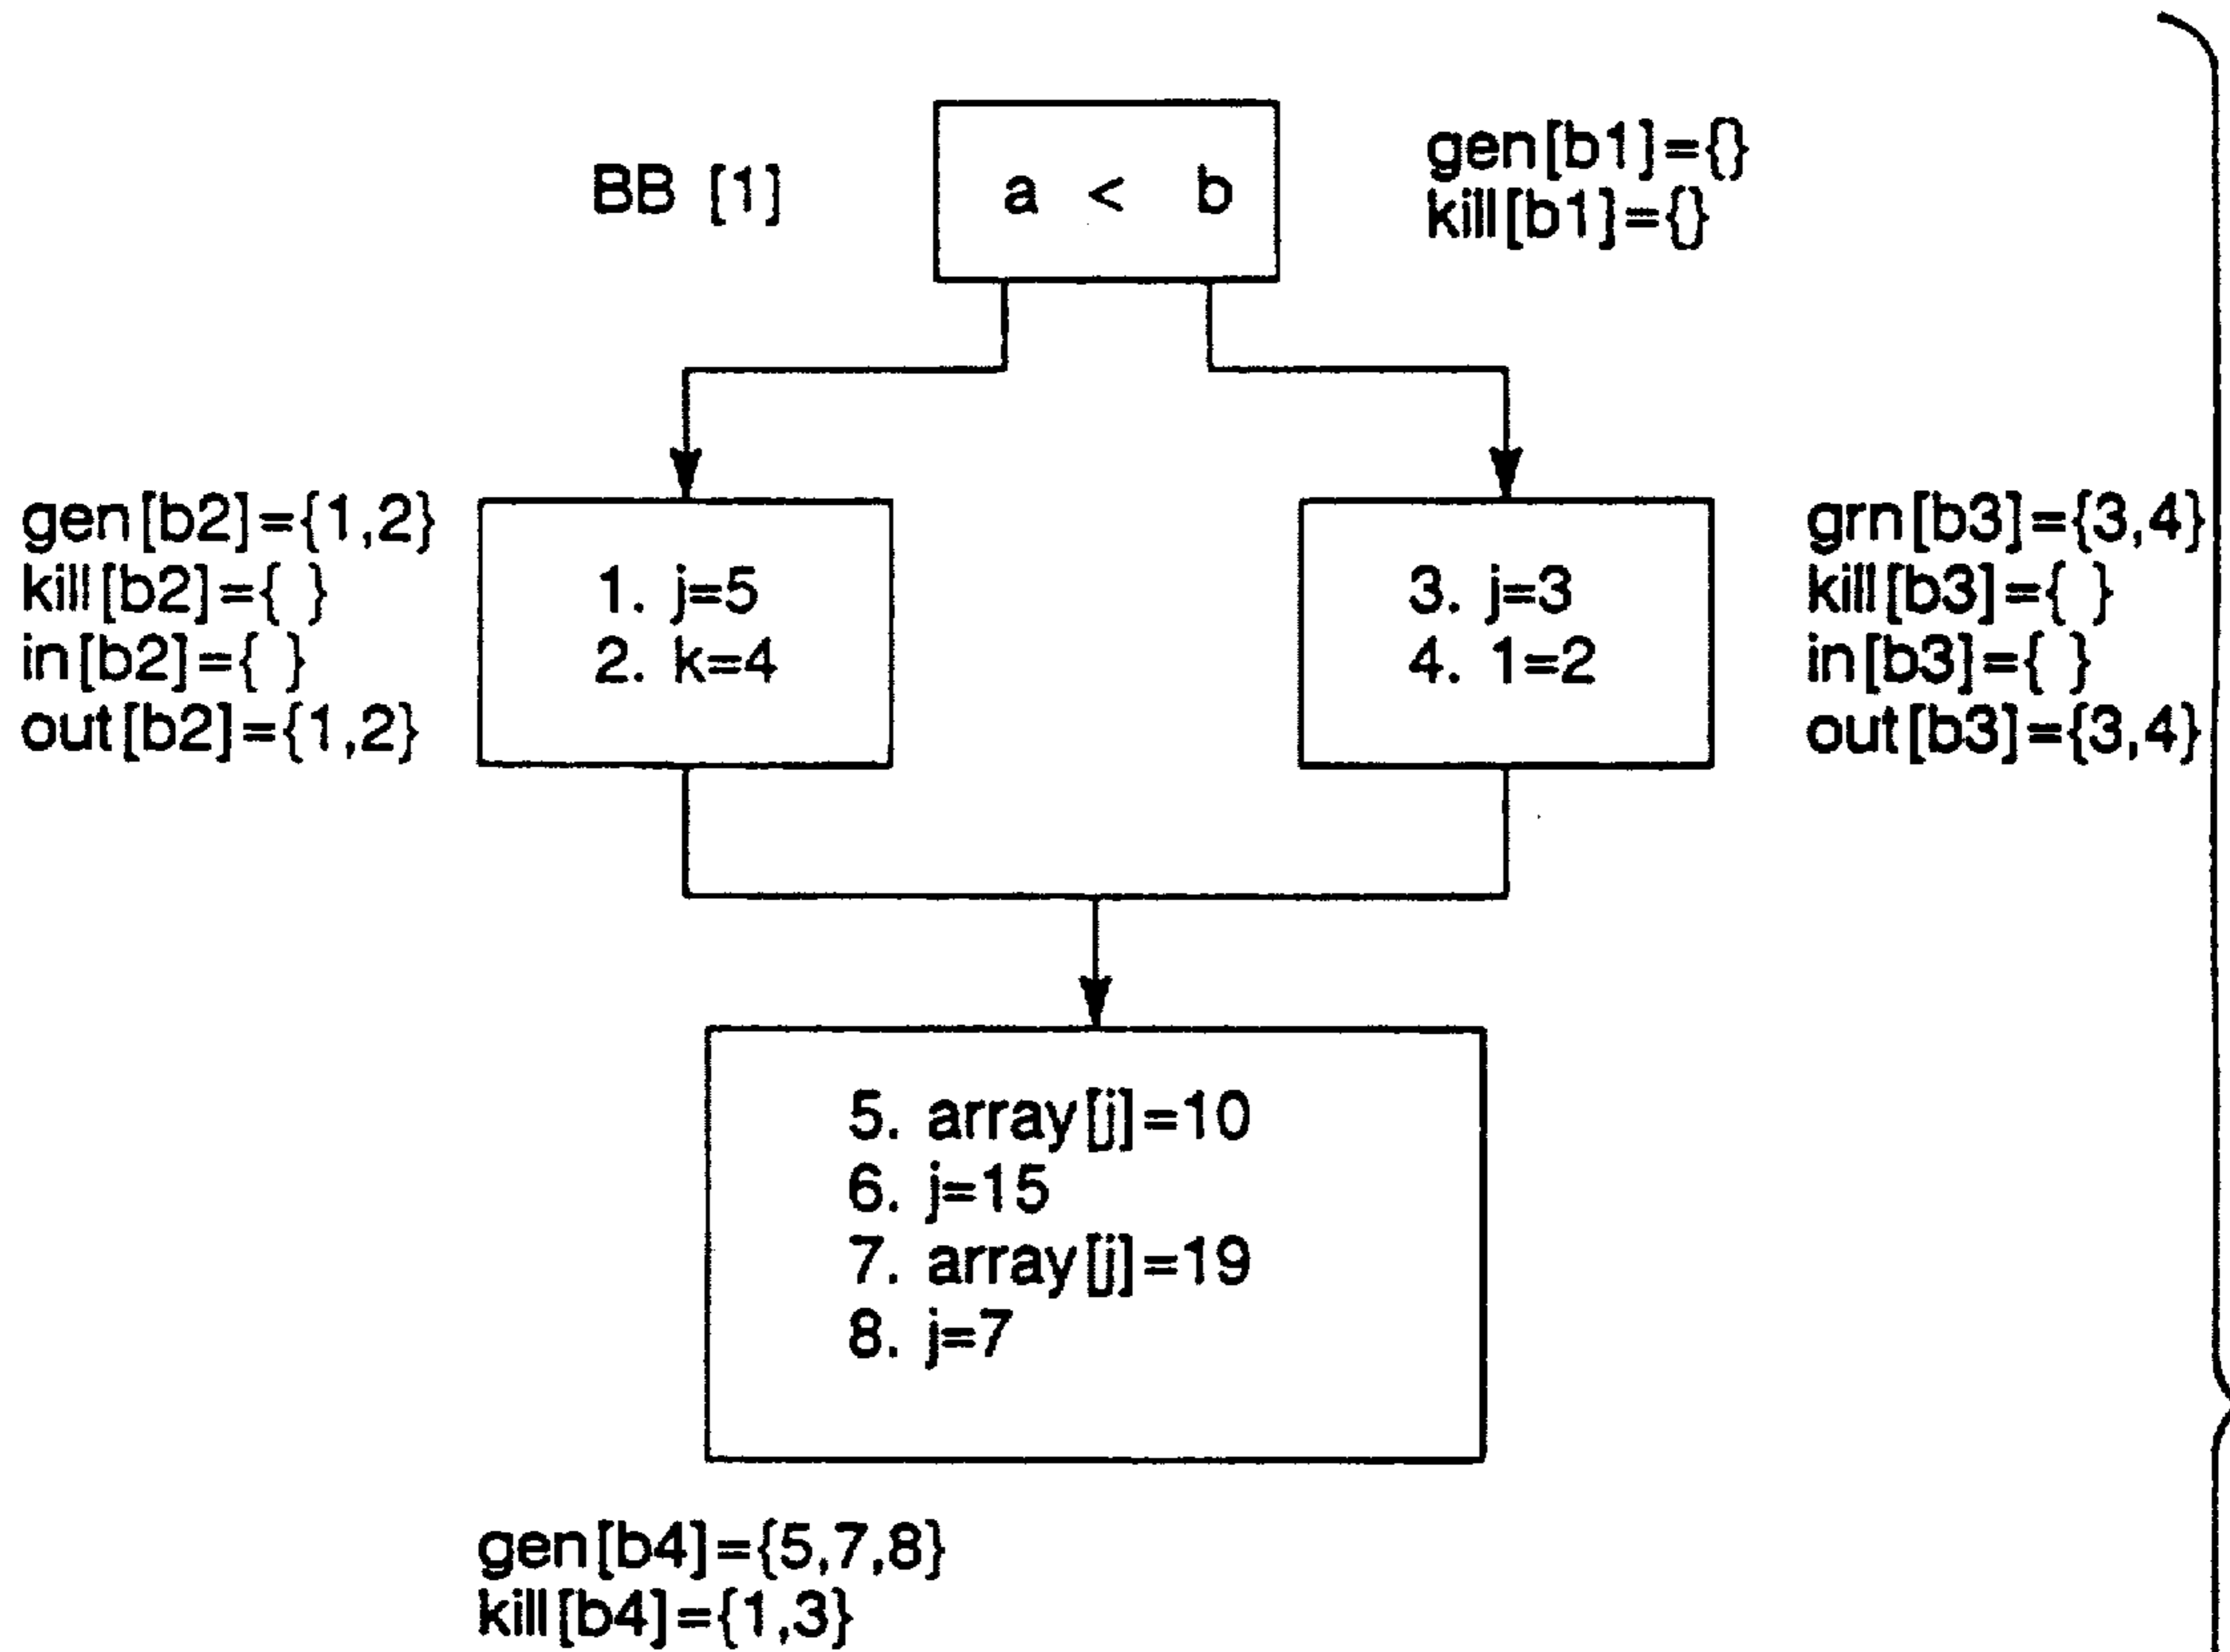 BB [1]
a < b
gen[b1]={}
kill[b1]={}
gen[b2]={1,2}
kill[b2]={ }
in[b2]={ }
out[b2]={1,2}
1. j=5
2. k=4
3. j=3
4. 1=2
grn[b3]={3,4}
kill[b3]={ }
in[b3]={ }
out[b3]={3,4}
5. array[j]=10
6. j=15
7. array[j]=19
8. j=7
gen[b4]={5,7,8}
kill[b4]={1,3}